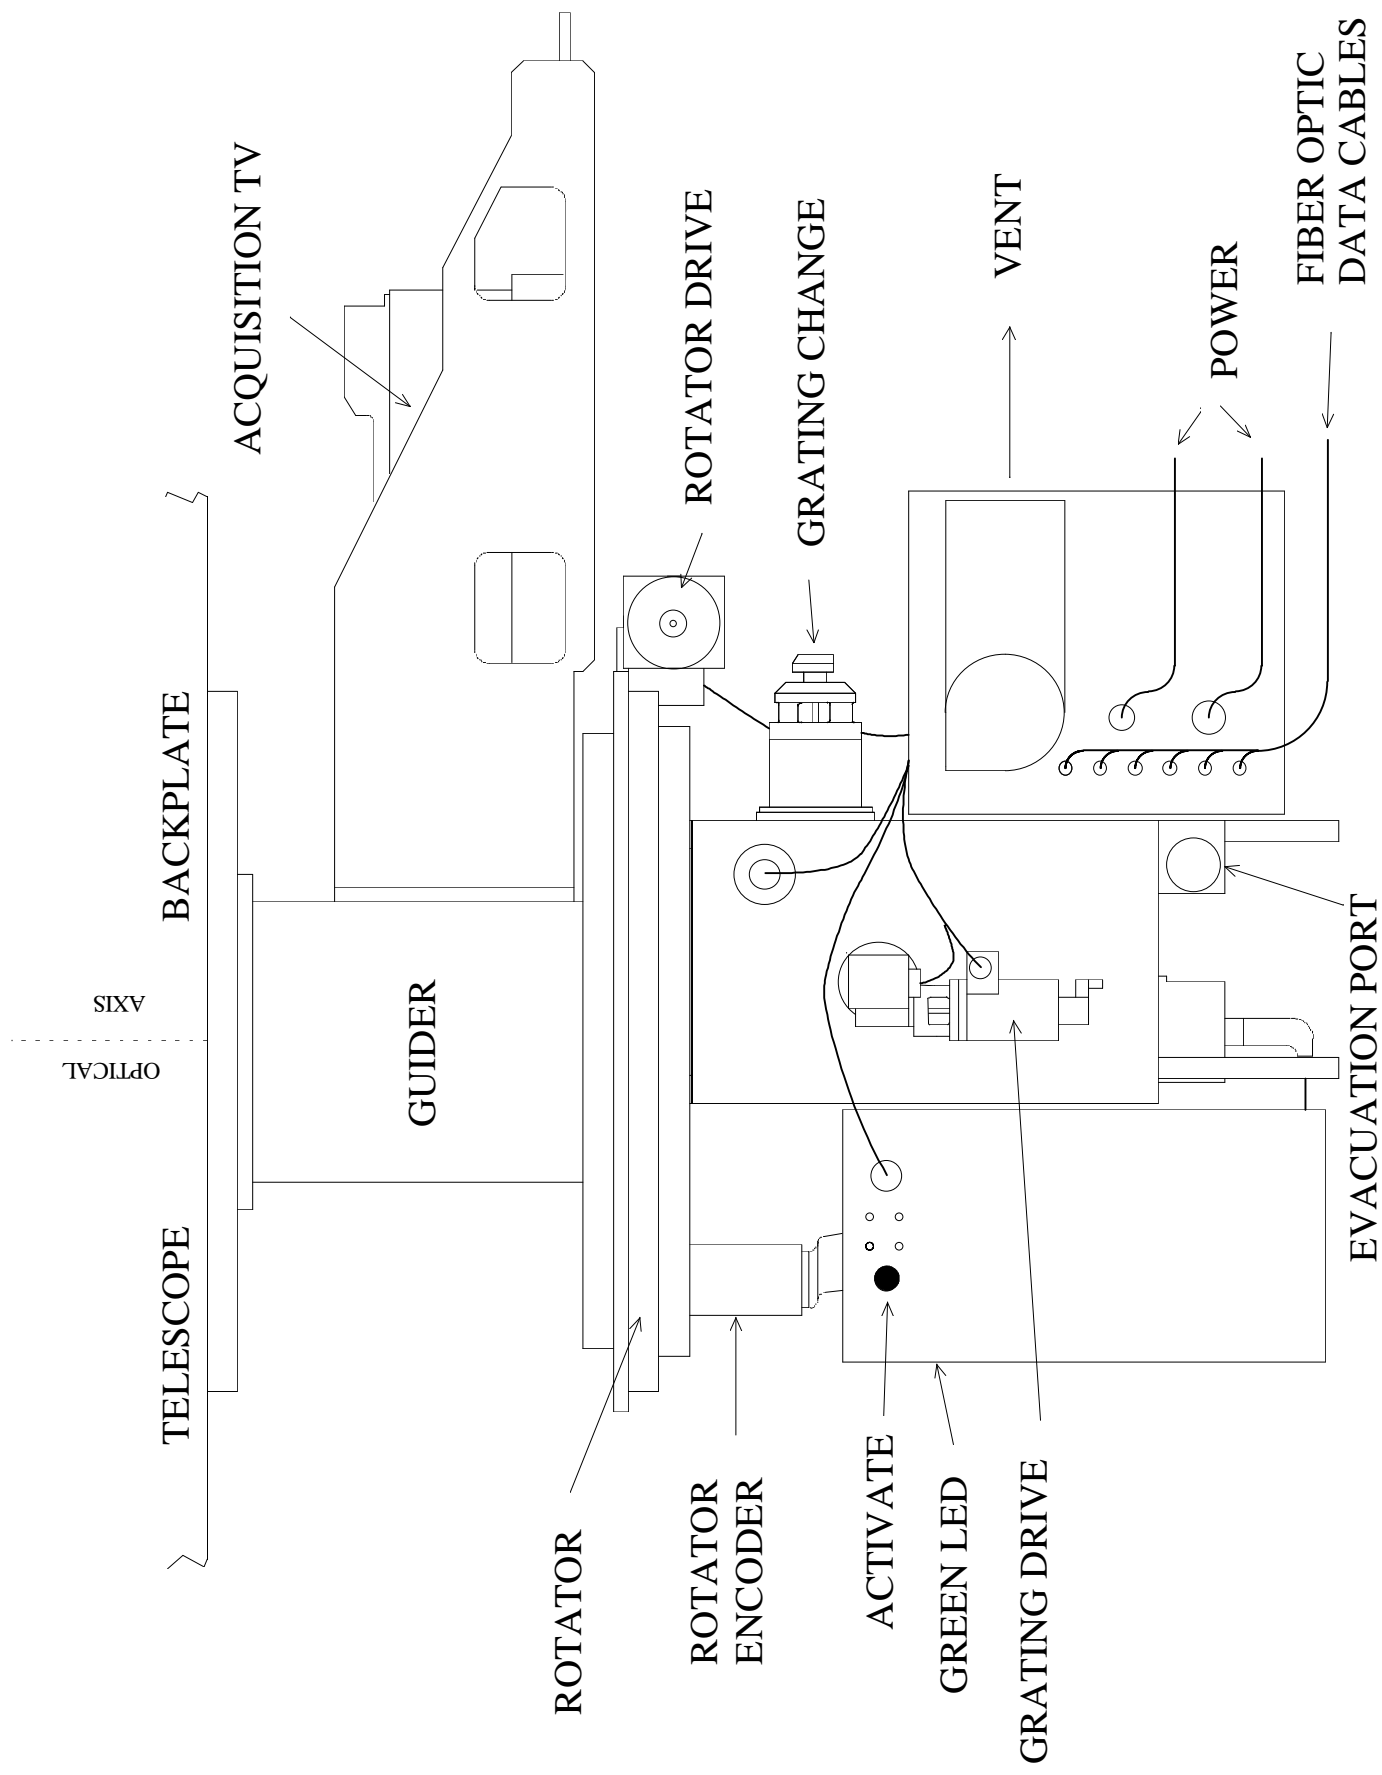 OPTICAL
AXIS
TELESCOPE BACKPLATE
ACQUISITION TV
GUIDER
ROTATOR
ROTATOR DRIVE
ROTATOR
ENCODER
GRATING CHANGE
ACTIVATE
GREEN LED
GRATING DRIVE
VENT
POWER
FIBER OPTIC
DATA CABLES
EVACUATION PORT